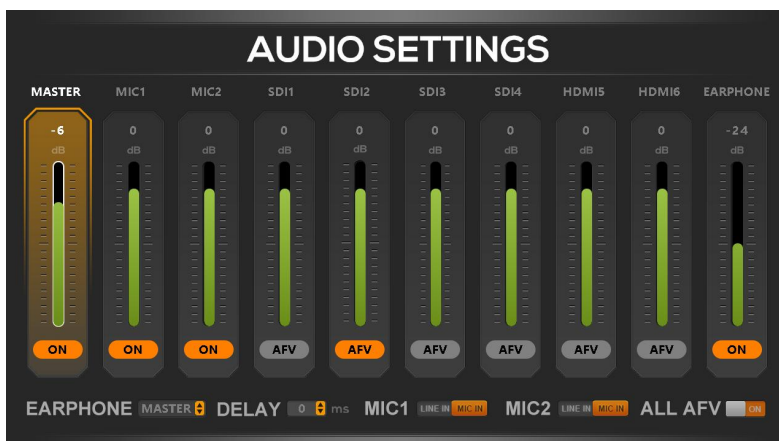 AUDIO SETTINGS
MASTER MIC1 MIC2 SDI1 SDI2 SDI3 SDI4 HDMI5 HDMI6 EARPHONE
-6 0 0 0 0 0 0 0 0 -24
dB dB dB dB dB dB dB dB dB dB
ON ON ON AFV AFV AFV AFV AFV AFV ON
EARPHONE MASTER DELAY 0 ms MIC1 LINE IN MIC IN MIC2 LINE IN MIC IN ALL AFV ON